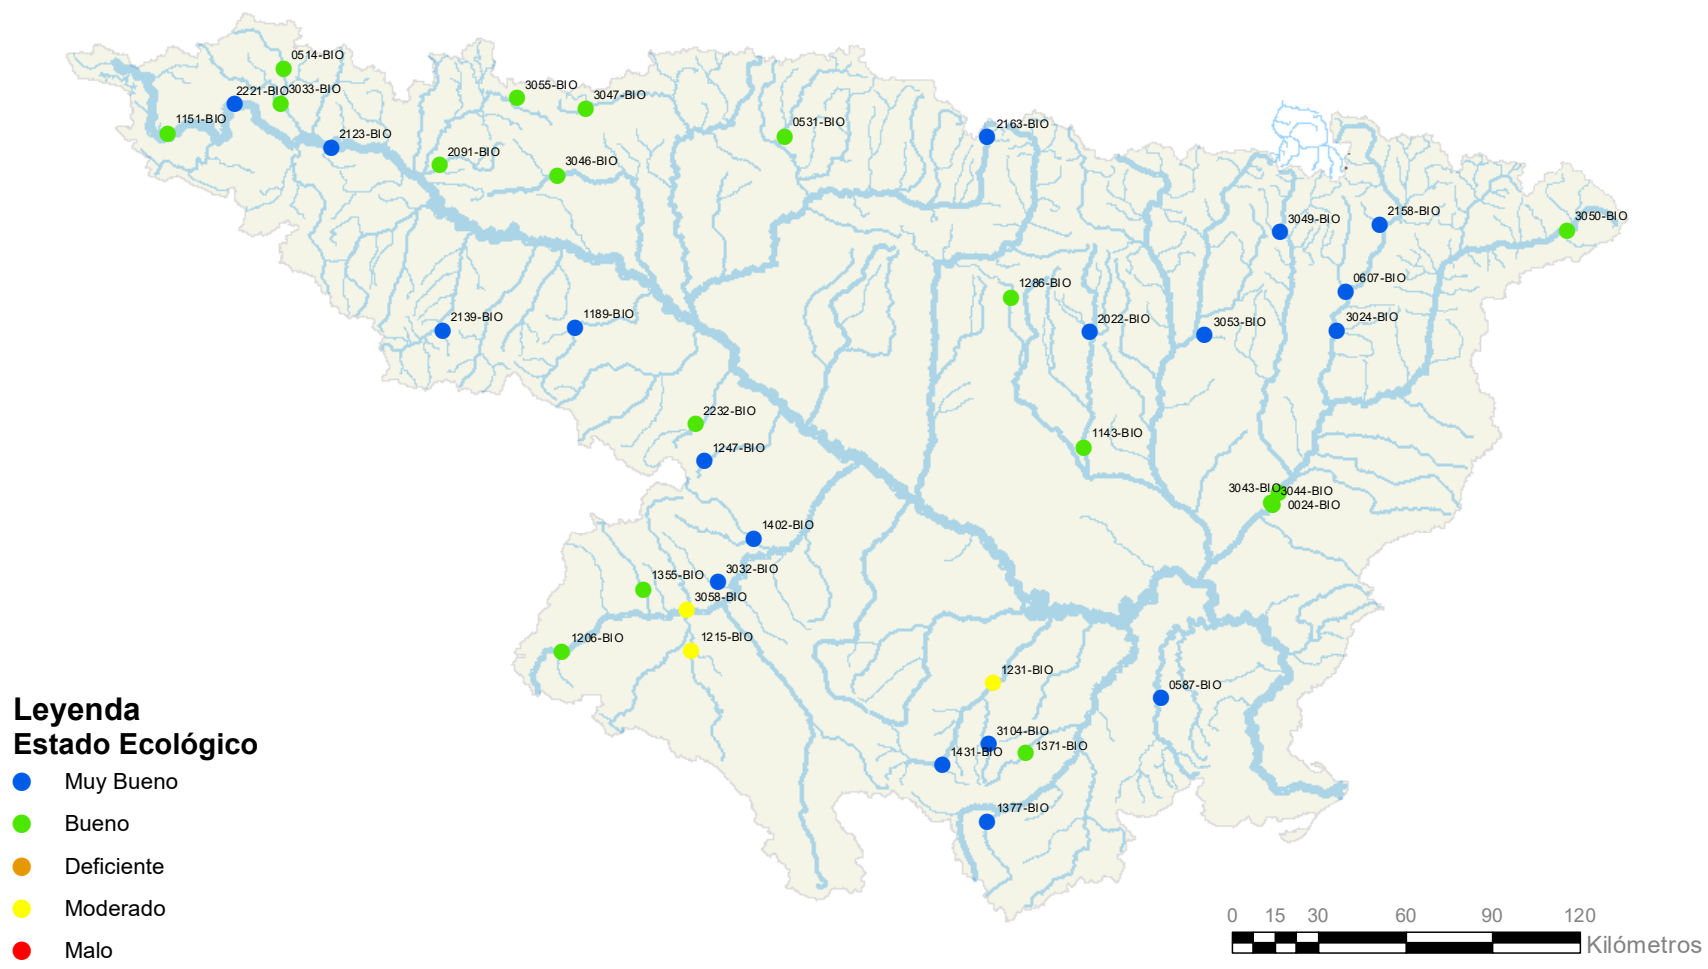 0514-BIO
2221-BIO
3033-BIO
1151-BIO
2123-BIO
3055-BIO
3047-BIO
2091-BIO
3046-BIO
0531-BIO
2163-BIO
3049-BIO
2158-BIO
3050-BIO
0607-BIO
1286-BIO
2022-BIO
3053-BIO
3024-BIO
2139-BIO
1189-BIO
2232-BIO
1247-BIO
1143-BIO
3043-BIO
3044-BIO
0024-BIO
1402-BIO
1355-BIO
3032-BIO
3058-BIO
1206-BIO
1215-BIO
1231-BIO
0587-BIO
3104-BIO
1431-BIO
1371-BIO
1377-BIO
Leyenda
Estado Ecológico
Muy Bueno
Bueno
Deficiente
Moderado
Malo
0 15 30 60 90 120
Kilómetros